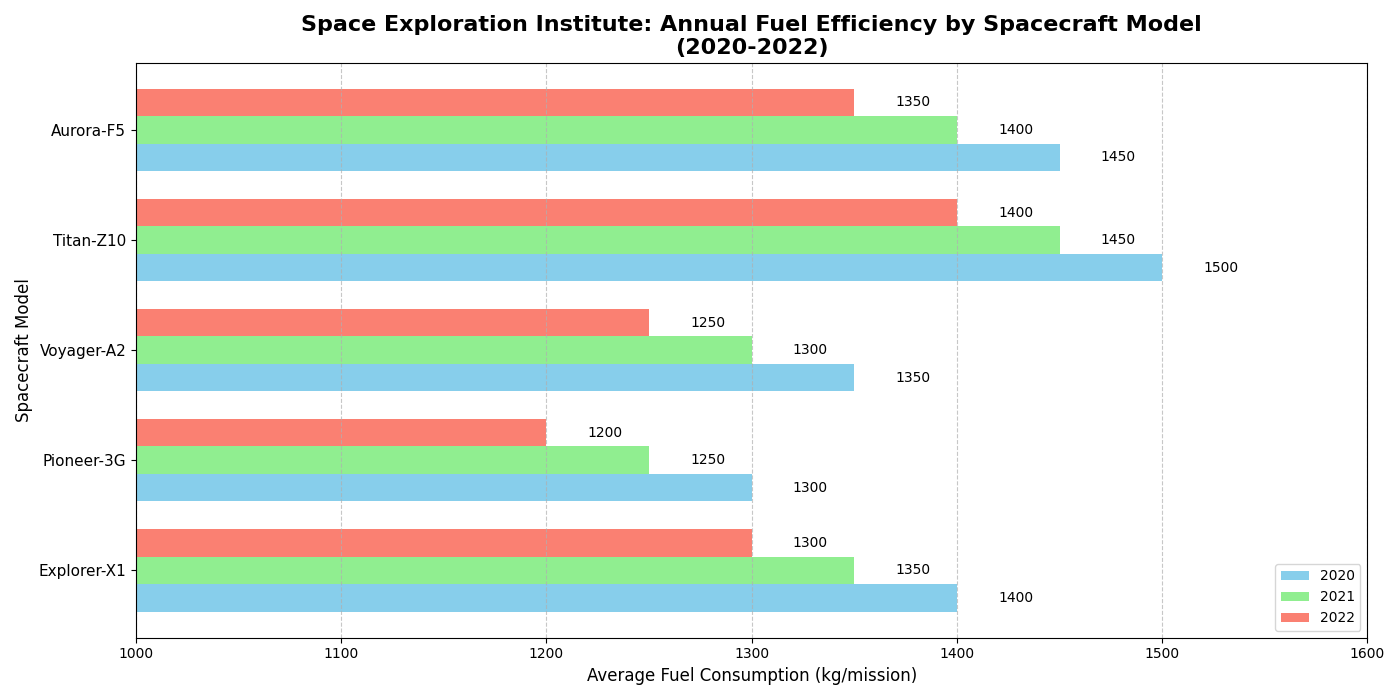 Space Exploration Institute: Annual Fuel Efficiency by Spacecraft Model
(2020-2022)
Spacecraft Model
Aurora-F5
1350
1400
1450
Titan-Z10
1400
1450
1500
Voyager-A2
1250
1300
1350
Pioneer-3G
1200
1250
1300
Explorer-X1
1300
1350
1400
2020
2021
2022
1000 1100 1200 1300 1400 1500 1600
Average Fuel Consumption (kg/mission)